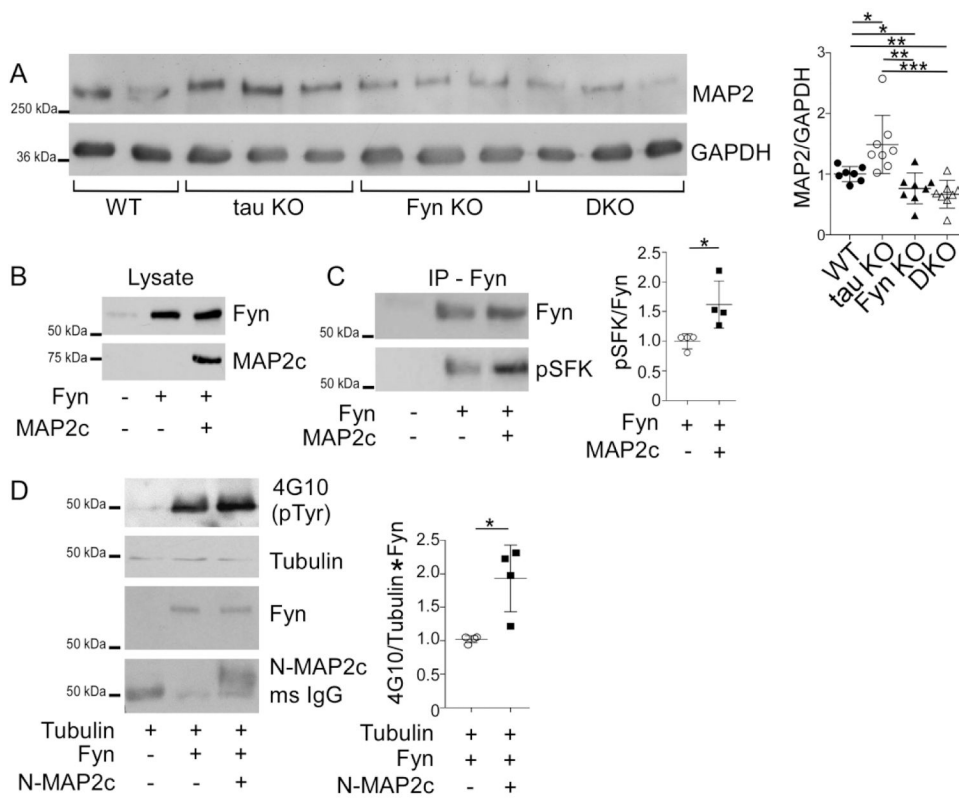 A
250 kDa
MAP2
36 kDa
GAPDH
WT tau KO Fyn KO DKO
MAP2/GAPDH
3
2
1
0
*
*
**
**
***
WT tau KO Fyn KO DKO
B
Lysate
Fyn
50 kDa
75 kDa
MAP2c
Fyn - + +
MAP2c - - +
C
IP - Fyn
Fyn
50 kDa
pSFK
Fyn - + +
MAP2c - - +
pSFK/Fyn
2.5
2.0
1.5
1.0
0.5
0
*
Fyn + +
MAP2c - +
D
50 kDa
4G10
(pTyr)
50 kDa
Tubulin
Fyn
50 kDa
N-MAP2c
50 kDa
ms IgG
Tubulin + + +
Fyn - + +
N-MAP2c - - +
4G10/Tubulin*Fyn
2.5
2.0
1.5
1.0
0.5
0
*
Tubulin + +
Fyn + +
N-MAP2c - +